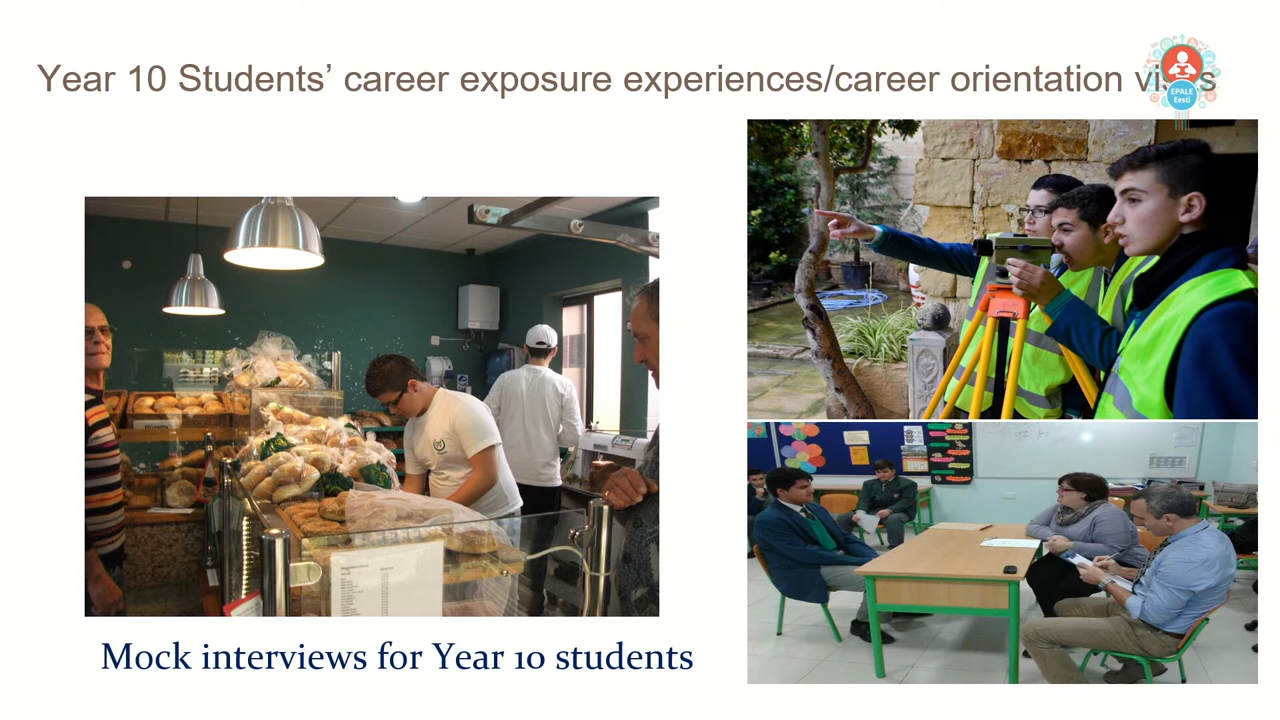 Year 10 Students’ career exposure experiences/career orientation visits
EPALE
Eesti
Mock interviews for Year 10 students